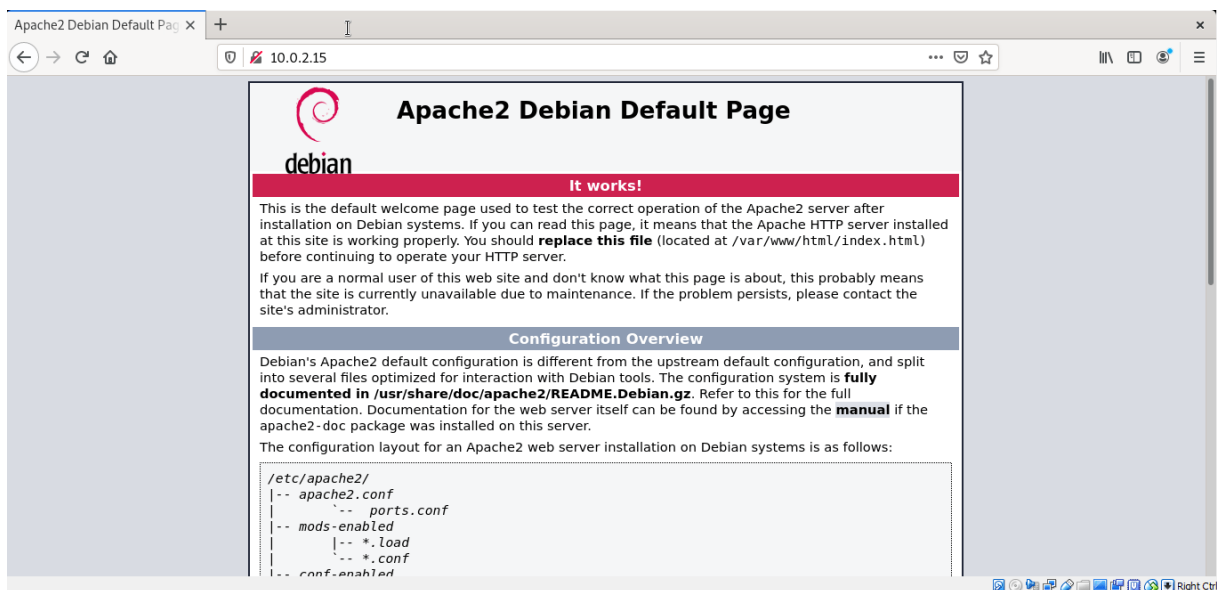 Apache2 Debian Default Pag
10.0.2.15
debian
Apache2 Debian Default Page
It works!
This is the default welcome page used to test the correct operation of the Apache2 server after
installation on Debian systems. If you can read this page, it means that the Apache HTTP server installed
at this site is working properly. You should replace this file (located at /var/www/html/index.html)
before continuing to operate your HTTP server.
If you are a normal user of this web site and don't know what this page is about, this probably means
that the site is currently unavailable due to maintenance. If the problem persists, please contact the
site's administrator.
Configuration Overview
Debian's Apache2 default configuration is different from the upstream default configuration, and split
into several files optimized for interaction with Debian tools. The configuration system is fully
documented in /usr/share/doc/apache2/README.Debian.gz. Refer to this for the full
documentation. Documentation for the web server itself can be found by accessing the manual if the
apache2-doc package was installed on this server.
The configuration layout for an Apache2 web server installation on Debian systems is as follows:
/etc/apache2/
|-- apache2.conf
|       `--  ports.conf
|-- mods-enabled
|       |-- *.load
|       `-- *.conf
|-- conf-enabled
Right Ctrl